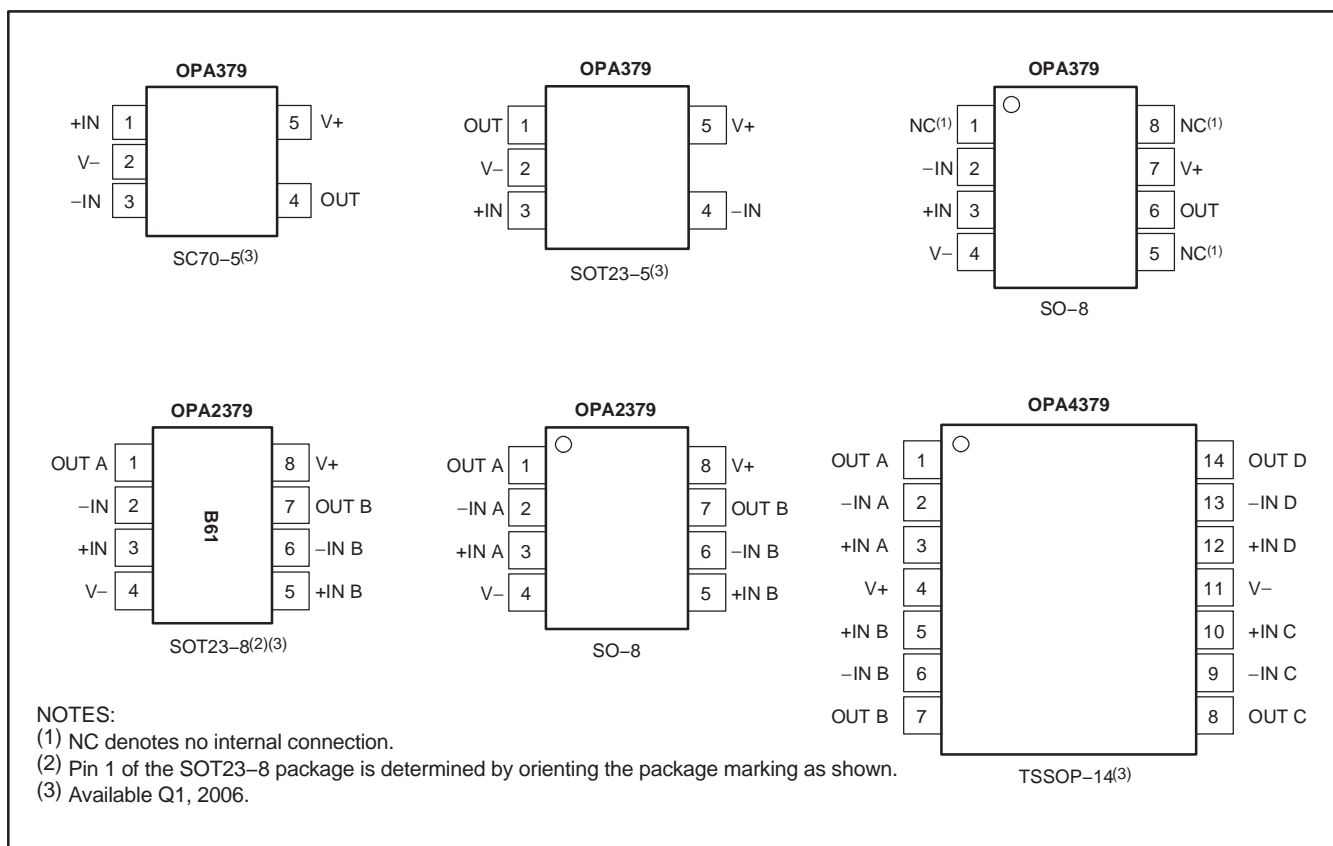 OPA379
+IN 1
V− 2
−IN 3
5 V+
4 OUT
SC70−5(3)
OPA379
OUT 1
V− 2
+IN 3
5 V+
4 −IN
SOT23−5(3)
OPA379
NC(1) 1
−IN 2
+IN 3
V− 4
8 NC(1)
7 V+
6 OUT
5 NC(1)
SO−8
OPA2379
OUT A 1
−IN 2
+IN 3
V− 4
B61
8 V+
7 OUT B
6 −IN B
5 +IN B
SOT23−8(2)(3)
OPA2379
OUT A 1
−IN A 2
+IN A 3
V− 4
8 V+
7 OUT B
6 −IN B
5 +IN B
SO−8
OPA4379
OUT A 1
−IN A 2
+IN A 3
V+ 4
+IN B 5
−IN B 6
OUT B 7
14 OUT D
13 −IN D
12 +IN D
11 V−
10 +IN C
9 −IN C
8 OUT C
TSSOP−14(3)
NOTES:
(1) NC denotes no internal connection.
(2) Pin 1 of the SOT23−8 package is determined by orienting the package marking as shown.
(3) Available Q1, 2006.